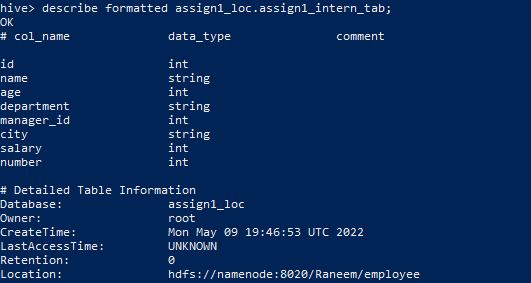 hive> describe formatted assign1_loc.assign1_intern_tab;
OK
# col_name data_type comment
id int
name string
age int
department string
manager_id int
city string
salary int
number int
# Detailed Table Information
Database: assign1_loc
Owner: root
CreateTime: Mon May 09 19:46:53 UTC 2022
LastAccessTime: UNKNOWN
Retention: 0
Location: hdfs://namenode:8020/Raneem/employee